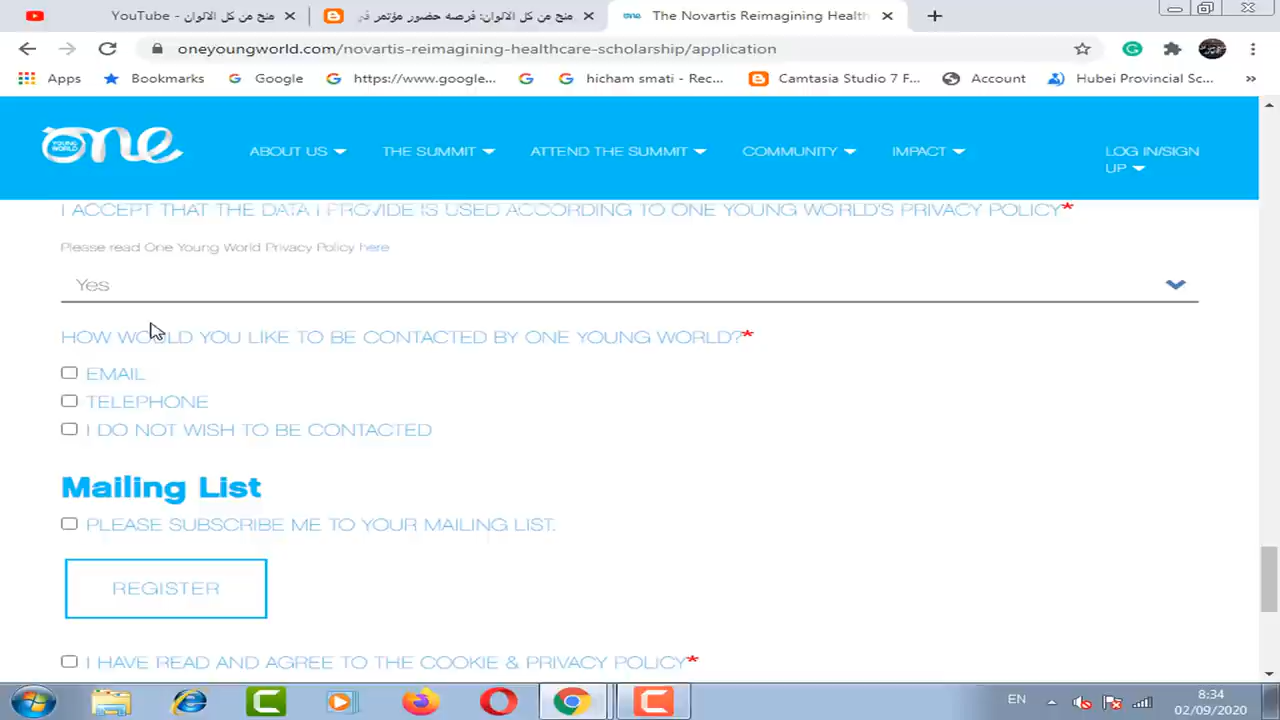 YouTube - منح من كل الالوان
منح من كل الالوان: فرصه حضور مؤتمر في
The Novartis Reimagining Health
oneyoungworld.com/novartis-reimagining-healthcare-scholarship/application
Apps
Bookmarks
Google
https://www.google...
hicham smati - Rec...
Camtasia Studio 7 F...
Account
Hubei Provincial Sc...
»
YOUNG WORLD one
ABOUT US
THE SUMMIT
ATTEND THE SUMMIT
COMMUNITY
IMPACT
LOG IN/SIGN
UP
I ACCEPT THAT THE DATA I PROVIDE IS USED ACCORDING TO ONE YOUNG WORLD'S PRIVACY POLICY*
Please read One Young World Privacy Policy here
Yes
HOW WOULD YOU LIKE TO BE CONTACTED BY ONE YOUNG WORLD?*
EMAIL
TELEPHONE
I DO NOT WISH TO BE CONTACTED
Mailing List
PLEASE SUBSCRIBE ME TO YOUR MAILING LIST.
REGISTER
I HAVE READ AND AGREE TO THE COOKIE & PRIVACY POLICY*
EN
8:34
02/09/2020